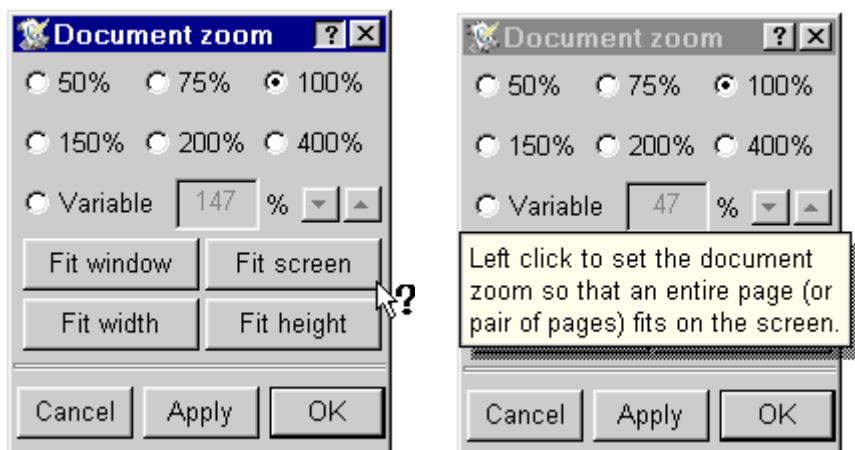 Document zoom ? X
50% 75% 100%
150% 200% 400%
Variable 147 %
Fit window Fit screen
?
Fit width Fit height
Cancel Apply OK
Document zoom ? X
50% 75% 100%
150% 200% 400%
Variable 47 %
Left click to set the document
zoom so that an entire page (or
pair of pages) fits on the screen.
Cancel Apply OK